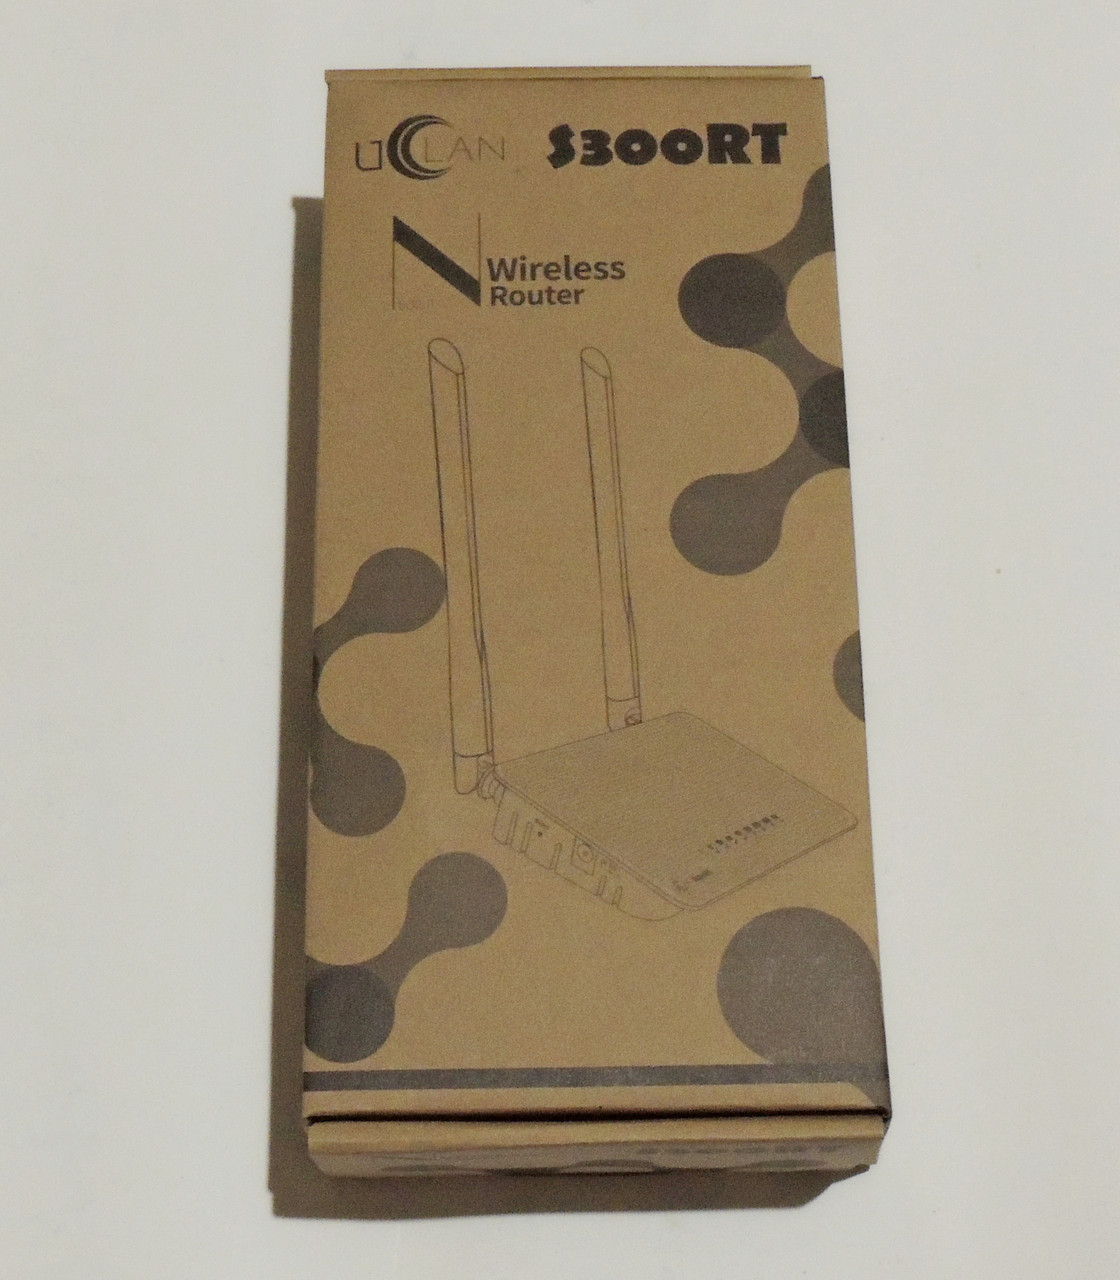 uCLAN S300RT
N Wireless
Router